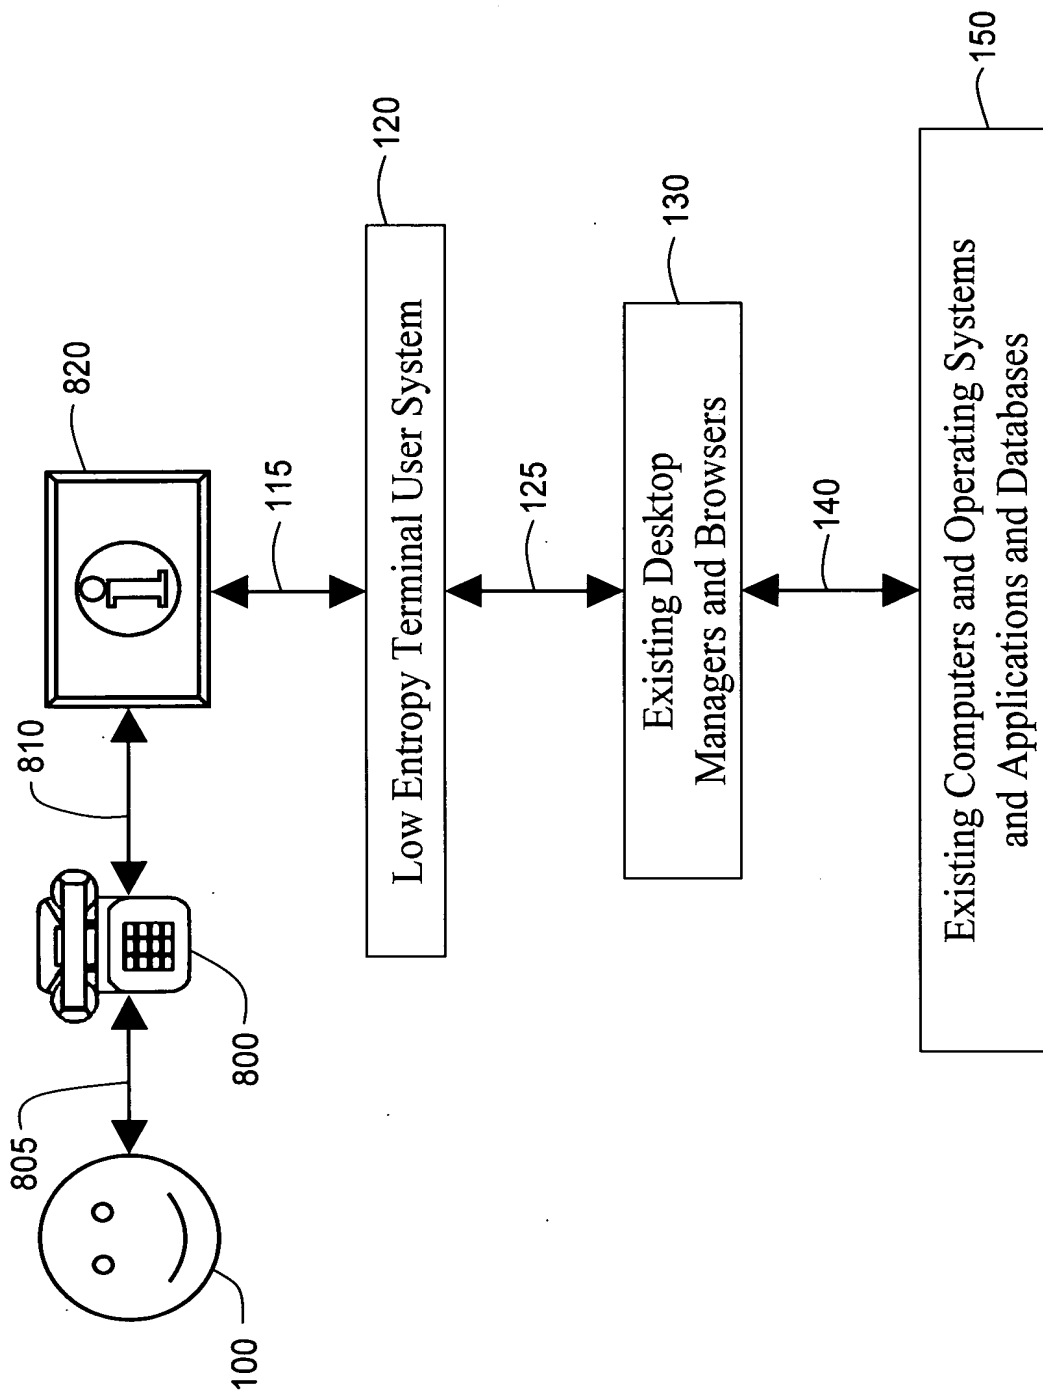 805
810
820
100
800
115
Low Entropy Terminal User System
120
125
Existing Desktop
Managers and Browsers
130
140
Existing Computers and Operating Systems
and Applications and Databases
150
i